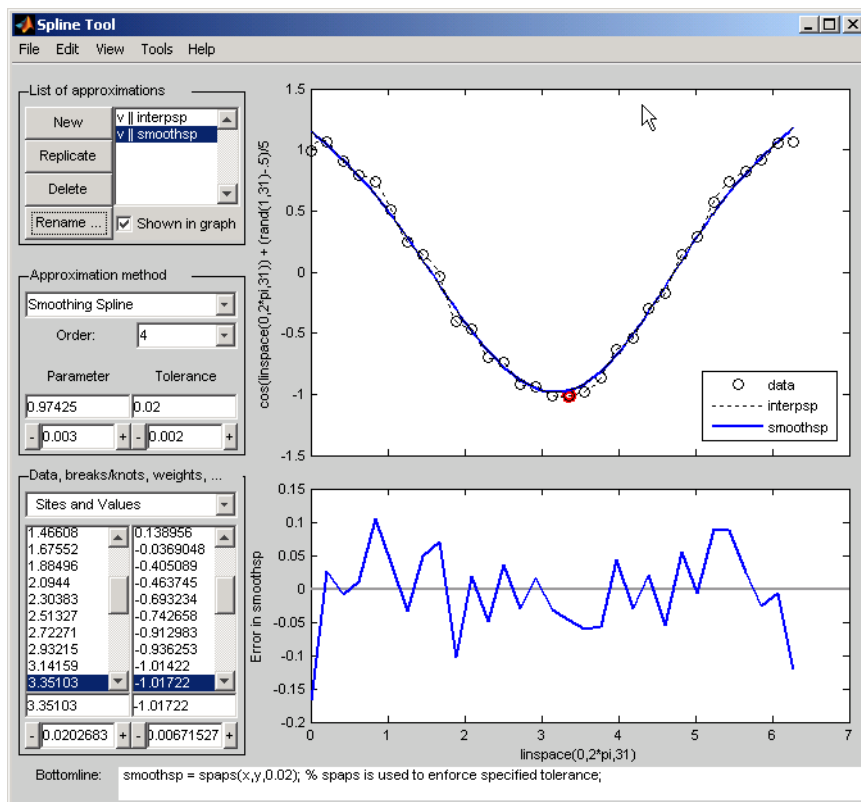 Spline Tool
File Edit View Tools Help
List of approximations
New
Replicate
Delete
Rename ...
v || interpsp
v || smoothsp
Shown in graph
Approximation method
Smoothing Spline
Order: 4
Parameter Tolerance
0.97425 0.02
- 0.003 + - 0.002 +
Data, breaks/knots, weights, ...
Sites and Values
1.46608 0.138956
1.67552 -0.0369048
1.88496 -0.405089
2.0944 -0.463745
2.30383 -0.693234
2.51327 -0.742658
2.72271 -0.912983
2.93215 -0.936253
3.14159 -1.01422
3.35103 -1.01722
3.35103 -1.01722
- 0.0202683 + - 0.00671527 +
cos(linspace(0,2*pi,31)) + (rand(1,31)-.5)/5
1.5
1
0.5
0
-0.5
-1
-1.5
0 1 2 3 4 5 6 7
data
interpsp
smoothsp
Error in smoothsp
0.15
0.1
0.05
0
-0.05
-0.1
-0.15
-0.2
0 1 2 3 4 5 6 7
linspace(0,2*pi,31)
Bottomline: smoothsp = spaps(x,y,0.02); % spaps is used to enforce specified tolerance;